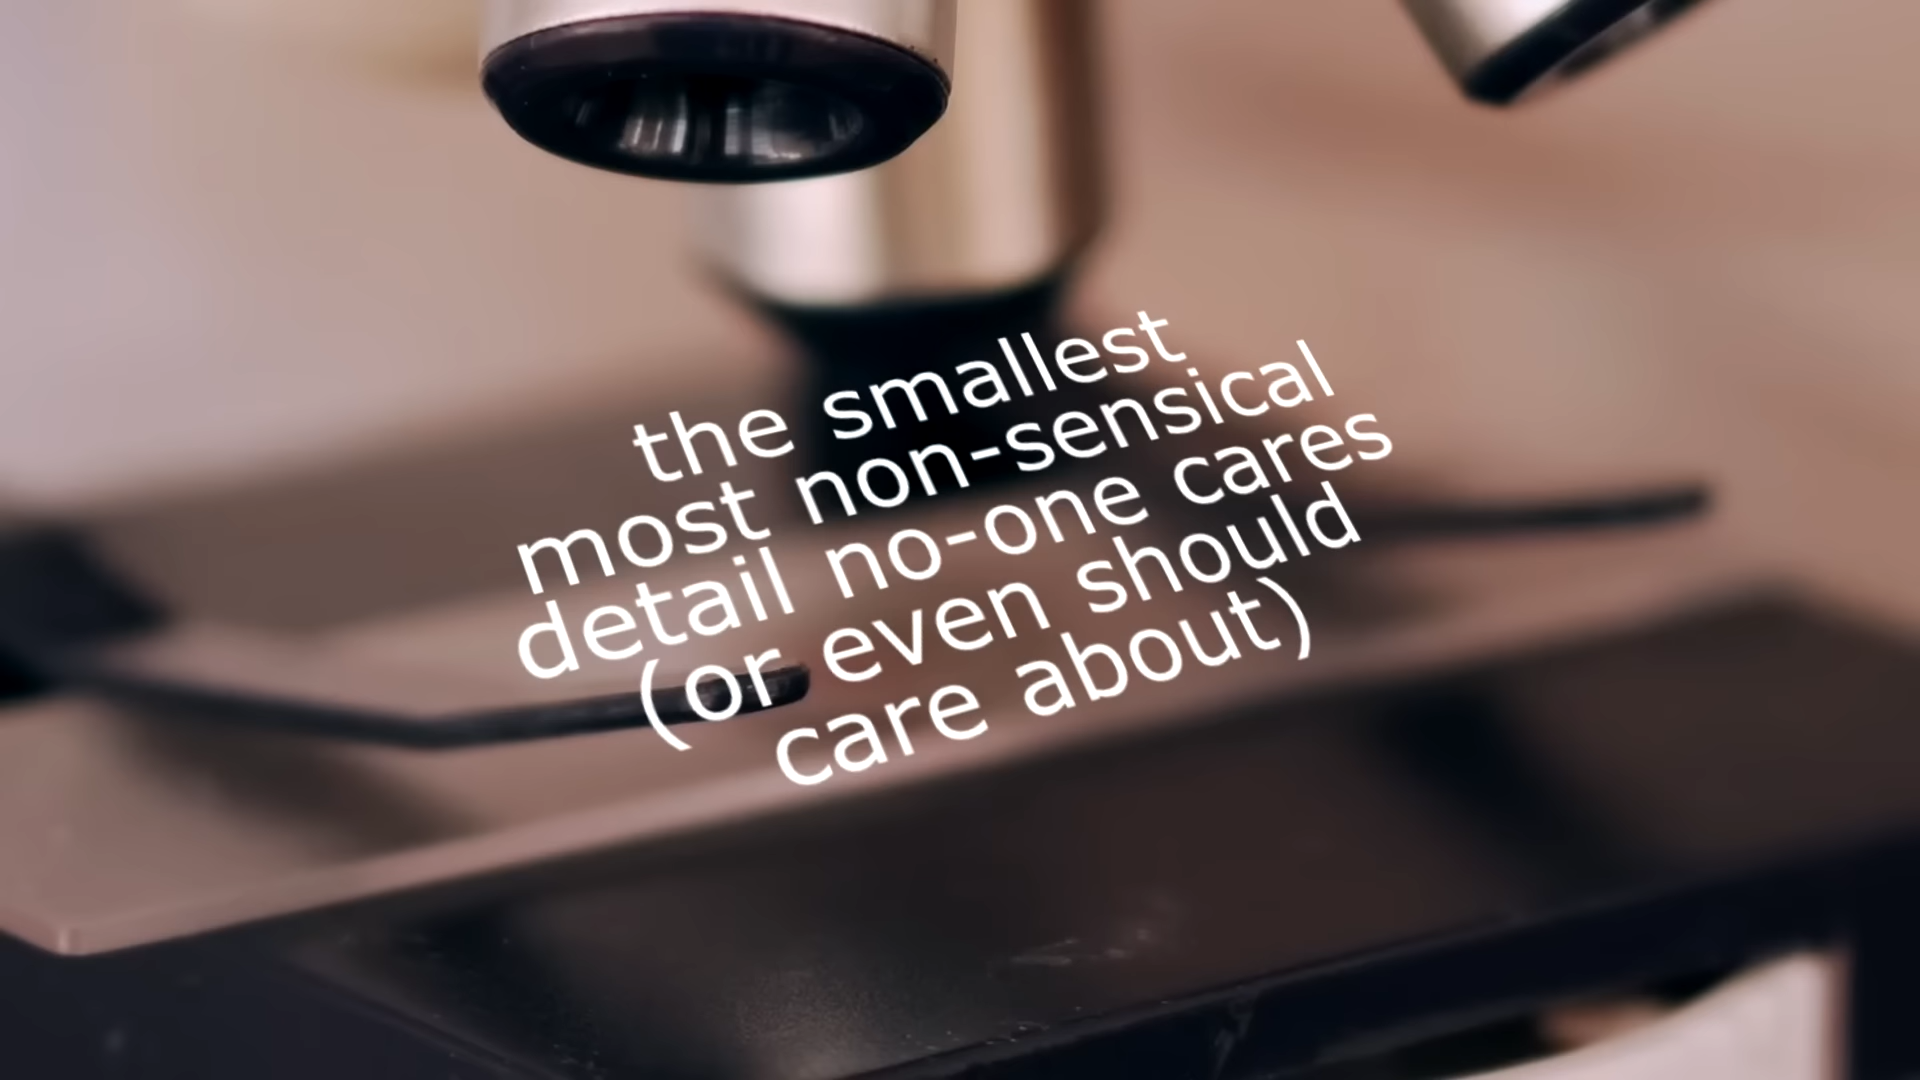 the smallest
most non-sensical
detail no-one cares
(or even should
care about)